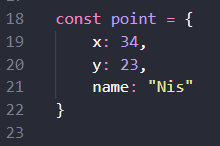 18 const point = {
19     x: 34,
20     y: 23,
21     name: "Nis"
22 }
23